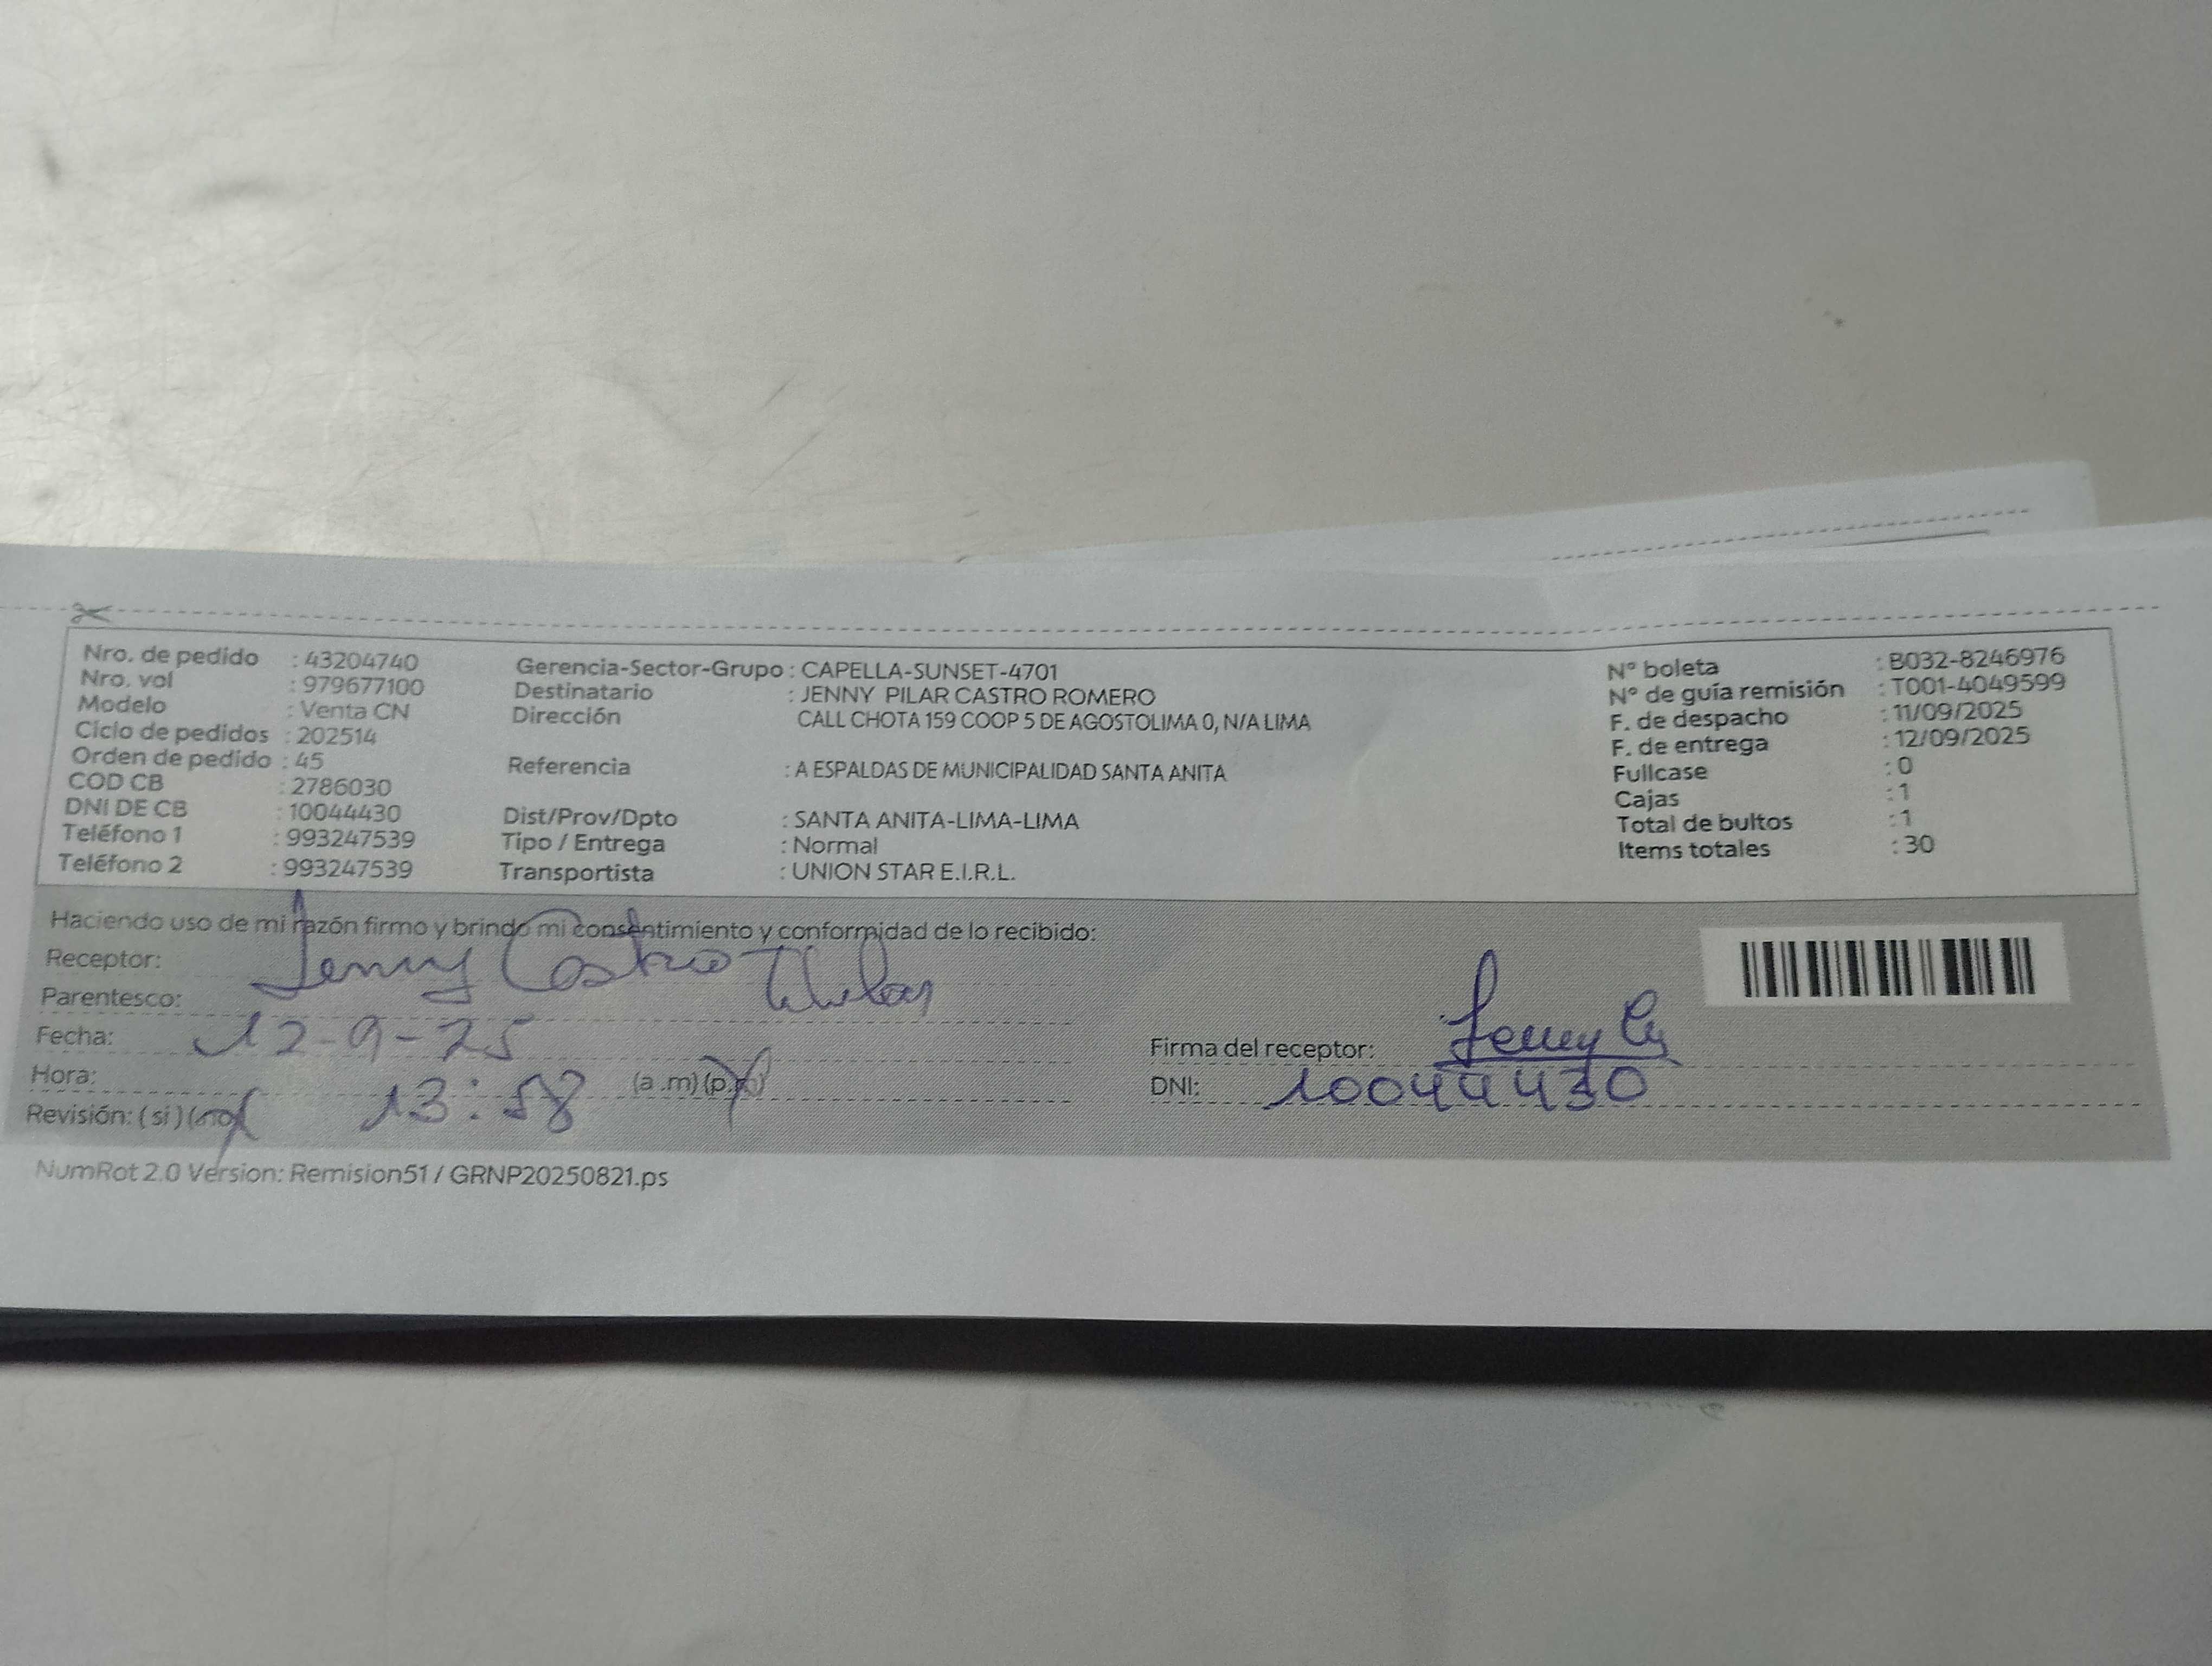 Nro. de pedido : 43204740
Nro. vol : 979677100
Modelo : Venta CN
Ciclo de pedidos : 202514
Orden de pedido : 45
COD CB : 2786030
DNI DE CB : 10044430
Teléfono 1 : 993247539
Teléfono 2 : 993247539
Gerencia-Sector-Grupo : CAPELLA-SUNSET-4701
Destinatario : JENNY PILAR CASTRO ROMERO
Dirección CALL CHOTA 159 COOP 5 DE AGOSTOLIMA 0, N/A LIMA
Referencia : A ESPALDAS DE MUNICIPALIDAD SANTA ANITA
Dist/Prov/Dpto : SANTA ANITA-LIMA-LIMA
Tipo / Entrega : Normal
Transportista : UNION STAR E.I.R.L.
N° boleta : B032-8246976
N° de guía remisión : T001-4049599
F. de despacho : 11/09/2025
F. de entrega : 12/09/2025
Fullcase : 0
Cajas : 1
Total de bultos : 1
Items totales : 30
Haciendo uso de mi razón firmo y brindo mi consentimiento y conformidad de lo recibido:
Receptor: Jenny Castro
Parentesco: Titular
Fecha: 12-9-25
Hora: 13:58 (a.m) (p.m)
Revisión: (si) (no)
Firma del receptor: Jenny
DNI: 10044430
NumRot 2.0 Version: Remision51 / GRNP20250821.ps